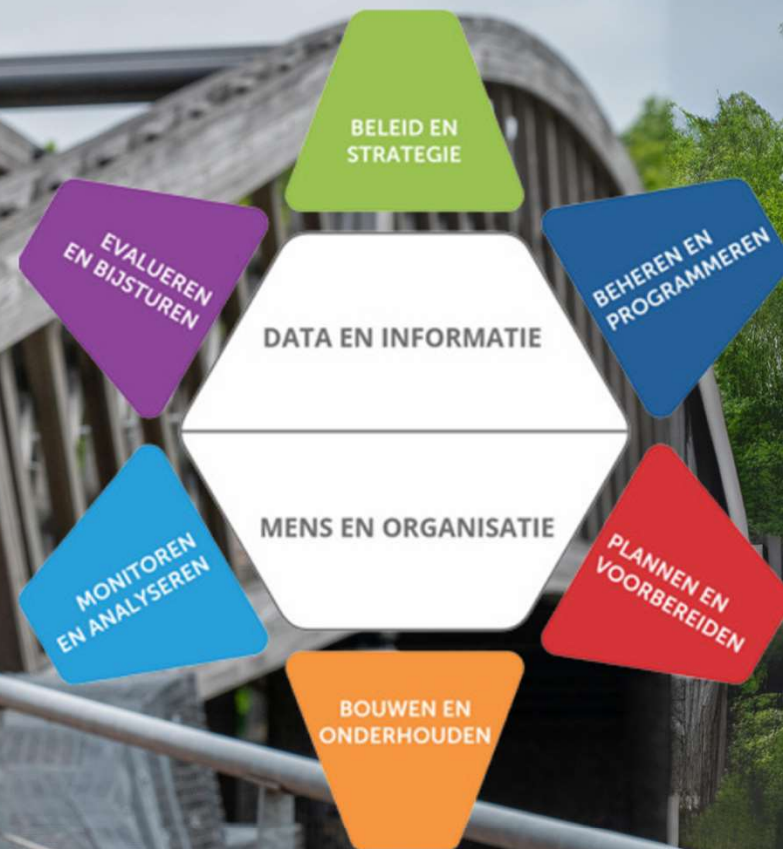 BELEID EN
STRATEGIE
EVALUEREN
EN BIJSTUREN
BEHEREN EN
PROGRAMMEREN
DATA EN INFORMATIE
MENS EN ORGANISATIE
MONITOREN
EN ANALYSEREN
PLANNEN EN
VOORBEREIDEN
BOUWEN EN
ONDERHOUDEN